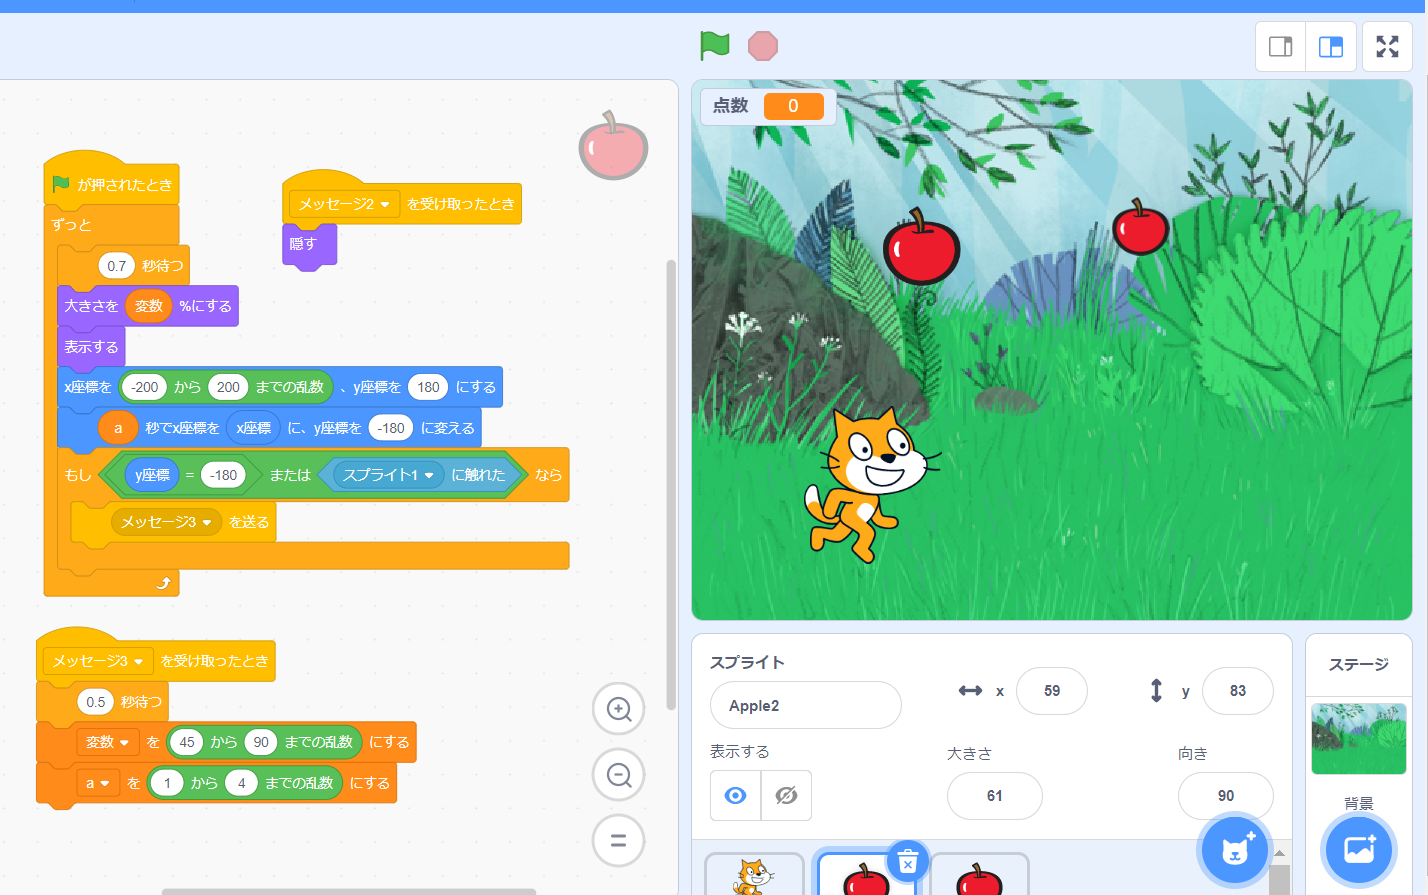 が押されたとき
ずっと
0.7 秒待つ
大きさを 変数 %にする
表示する
x座標を -200 から 200 までの乱数 、y座標を 180 にする
a 秒でx座標を x座標 に、y座標を -180 に変える
もし y座標 = -180 または スプライト1 に触れた なら
メッセージ3 を送る
メッセージ2 を受け取ったとき
隠す
メッセージ3 を受け取ったとき
0.5 秒待つ
変数 を 45 から 90 までの乱数 にする
a を 1 から 4 までの乱数 にする
点数 0
スプライト
Apple2
x 59
y 83
表示する
大きさ
61
向き
90
ステージ
背景